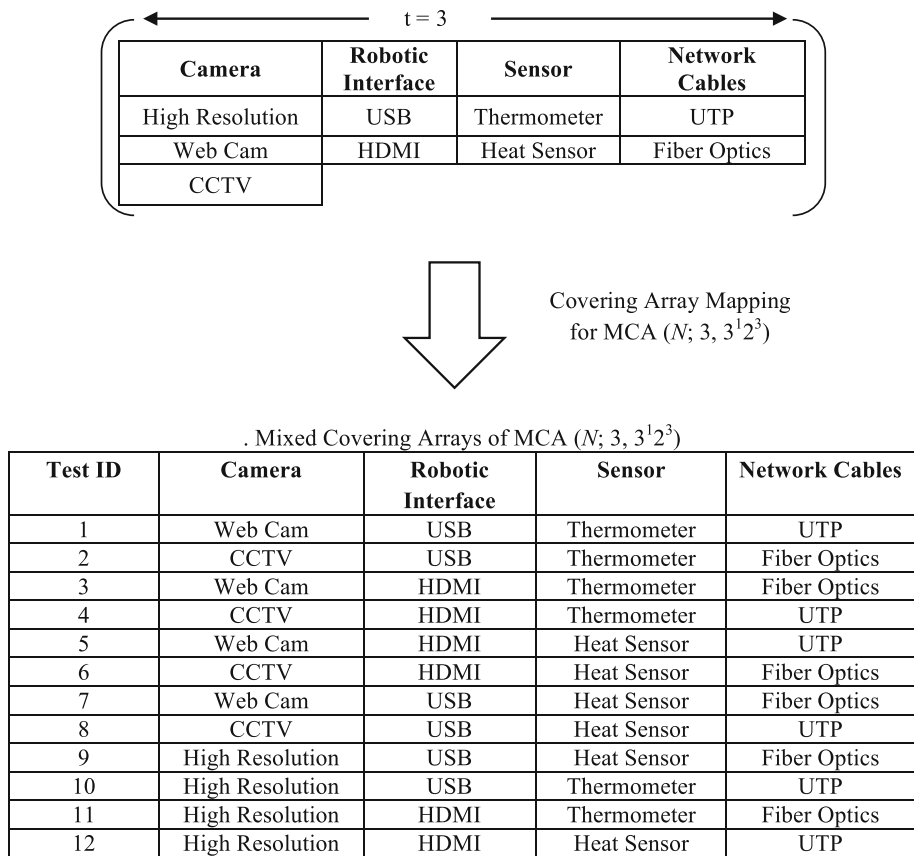 t = 3
Camera Robotic Interface Sensor Network Cables
High Resolution USB Thermometer UTP
Web Cam HDMI Heat Sensor Fiber Optics
CCTV
Covering Array Mapping
for MCA (N; 3, 3¹2³)
. Mixed Covering Arrays of MCA (N; 3, 3¹2³)
Test ID Camera Robotic Interface Sensor Network Cables
1 Web Cam USB Thermometer UTP
2 CCTV USB Thermometer Fiber Optics
3 Web Cam HDMI Thermometer Fiber Optics
4 CCTV HDMI Thermometer UTP
5 Web Cam HDMI Heat Sensor UTP
6 CCTV HDMI Heat Sensor Fiber Optics
7 Web Cam USB Heat Sensor Fiber Optics
8 CCTV USB Heat Sensor UTP
9 High Resolution USB Heat Sensor Fiber Optics
10 High Resolution USB Thermometer UTP
11 High Resolution HDMI Thermometer Fiber Optics
12 High Resolution HDMI Heat Sensor UTP